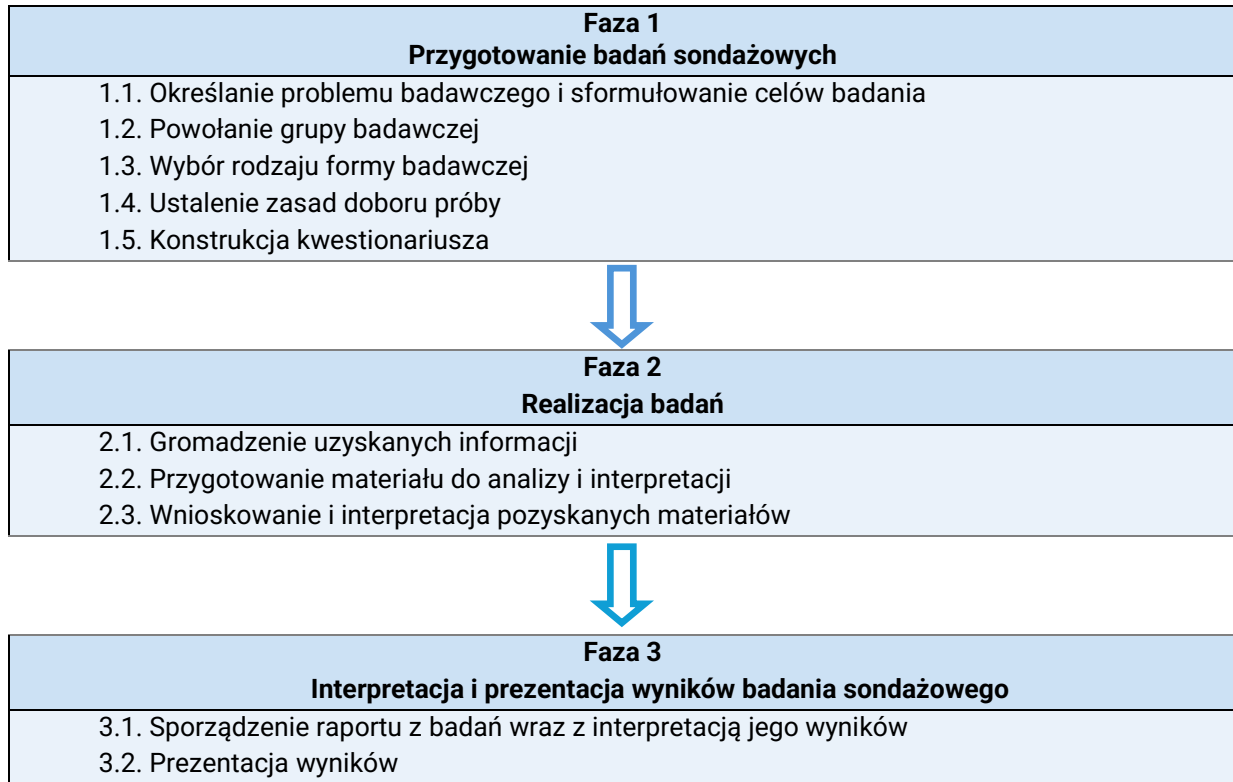 Faza 1
Przygotowanie badań sondażowych
1.1. Określanie problemu badawczego i sformułowanie celów badania
1.2. Powołanie grupy badawczej
1.3. Wybór rodzaju formy badawczej
1.4. Ustalenie zasad doboru próby
1.5. Konstrukcja kwestionariusza
Faza 2
Realizacja badań
2.1. Gromadzenie uzyskanych informacji
2.2. Przygotowanie materiału do analizy i interpretacji
2.3. Wnioskowanie i interpretacja pozyskanych materiałów
Faza 3
Interpretacja i prezentacja wyników badania sondażowego
3.1. Sporządzenie raportu z badań wraz z interpretacją jego wyników
3.2. Prezentacja wyników